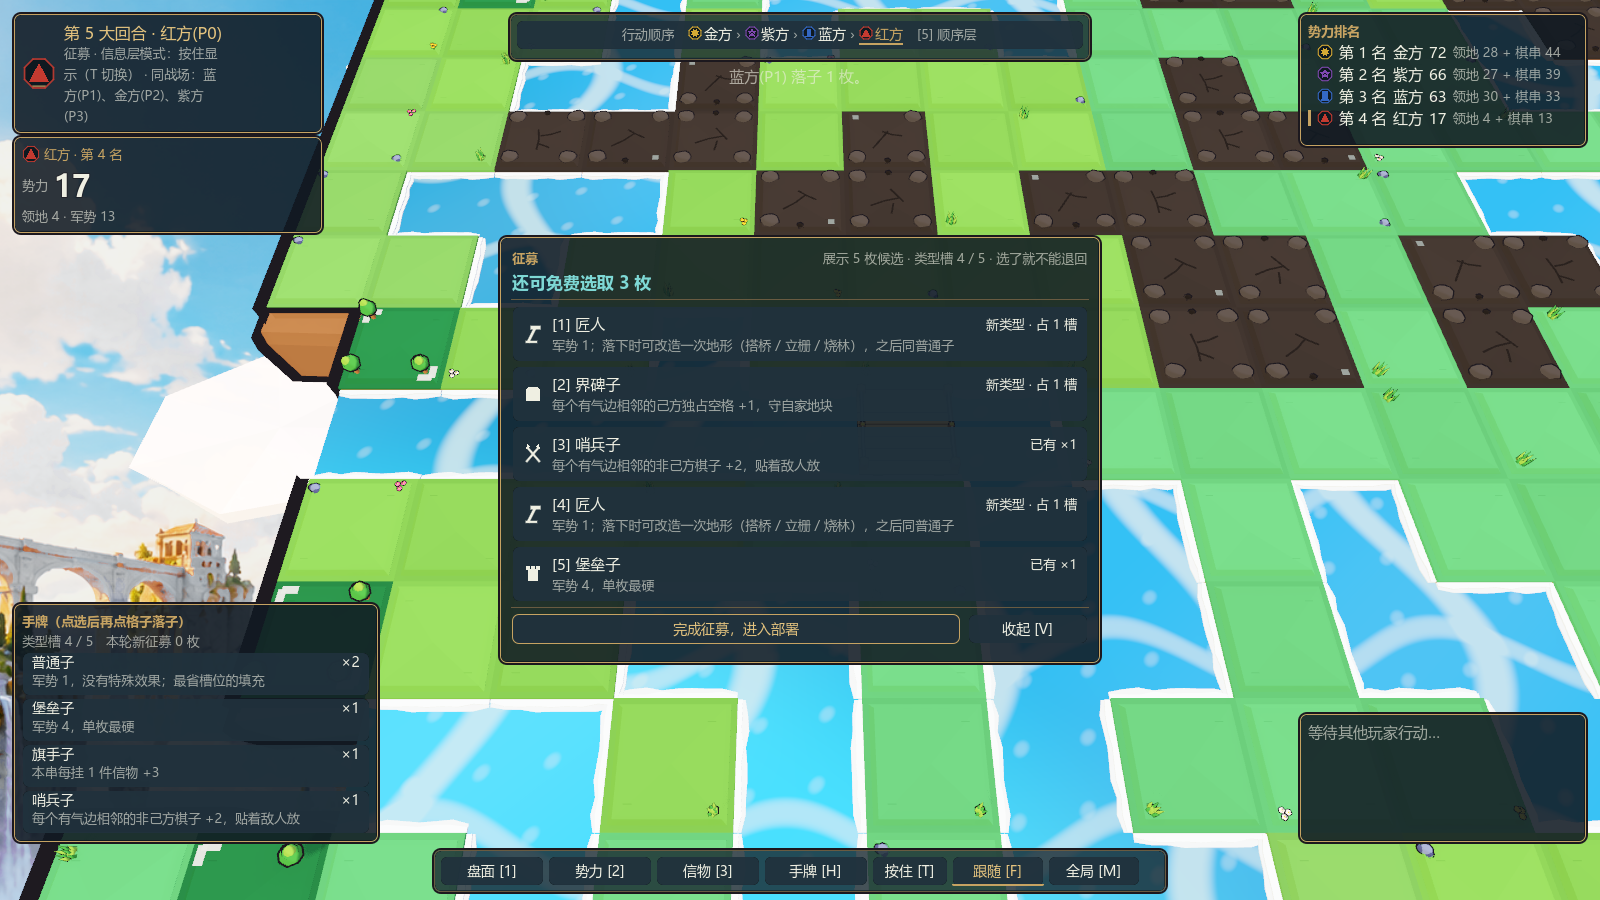 第 5 大回合 · 红方(P0)
征募 · 信息层模式：按住显
示（T 切换） · 同战场：蓝
方(P1)、金方(P2)、紫方
(P3)
红方 · 第 4 名
势力 17
领地 4 · 军势 13
行动顺序 金方 › 紫方 › 蓝方 › 红方 [5] 顺序层
蓝方(P1) 落子 1 枚。
势力排名
第 1 名 金方 72 领地 28 + 棋串 44
第 2 名 紫方 66 领地 27 + 棋串 39
第 3 名 蓝方 63 领地 30 + 棋串 33
第 4 名 红方 17 领地 4 + 棋串 13
征募
展示 5 枚候选 · 类型槽 4 / 5 · 选了就不能退回
还可免费选取 3 枚
[1] 匠人
新类型 · 占 1 槽
军势 1；落下时可改造一次地形（搭桥 / 立栅 / 烧林），之后同普通子
[2] 界碑子
新类型 · 占 1 槽
每个有气边相邻的己方独占空格 +1，守自家地块
[3] 哨兵子
已有 ×1
每个有气边相邻的非己方棋子 +2，贴着敌人放
[4] 匠人
新类型 · 占 1 槽
军势 1；落下时可改造一次地形（搭桥 / 立栅 / 烧林），之后同普通子
[5] 堡垒子
已有 ×1
军势 4，单枚最硬
完成征募，进入部署
收起 [V]
手牌（点选后再点格子落子）
类型槽 4 / 5 本轮新征募 0 枚
普通子 ×2
军势 1，没有特殊效果；最省槽位的填充
堡垒子 ×1
军势 4，单枚最硬
旗手子 ×1
本串每挂 1 件信物 +3
哨兵子 ×1
每个有气边相邻的非己方棋子 +2，贴着敌人放
等待其他玩家行动...
盘面 [1]
势力 [2]
信物 [3]
手牌 [H]
按住 [T]
跟随 [F]
全局 [M]